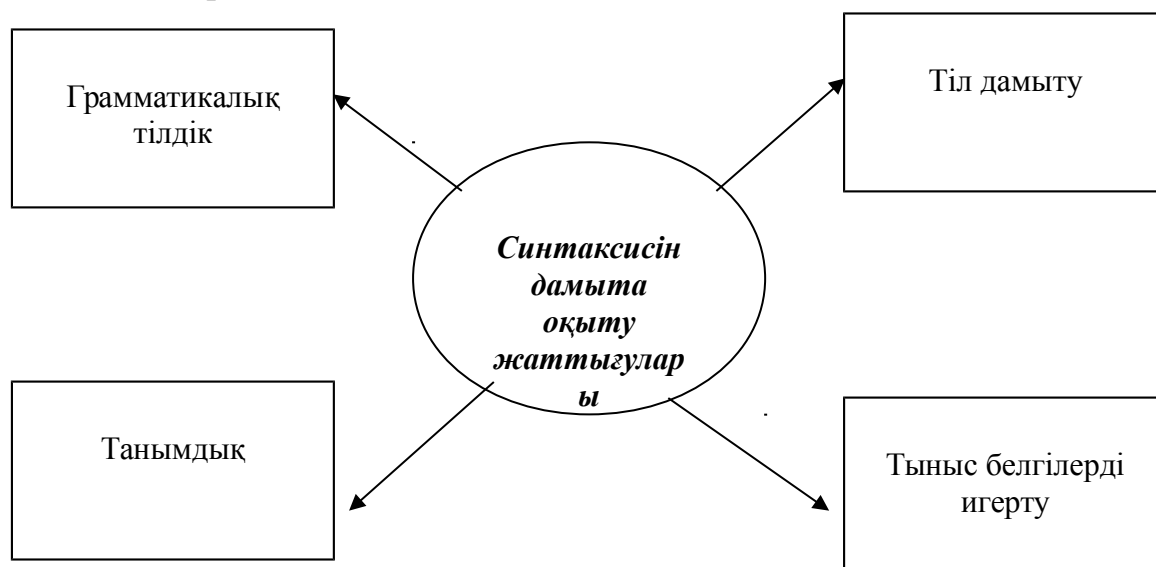 Грамматикалық
тілдік
Тіл дамыту
Синтаксисін
дамыта
оқыту
жаттығулар
ы
Танымдық
Тыныс белгілерді
игерту